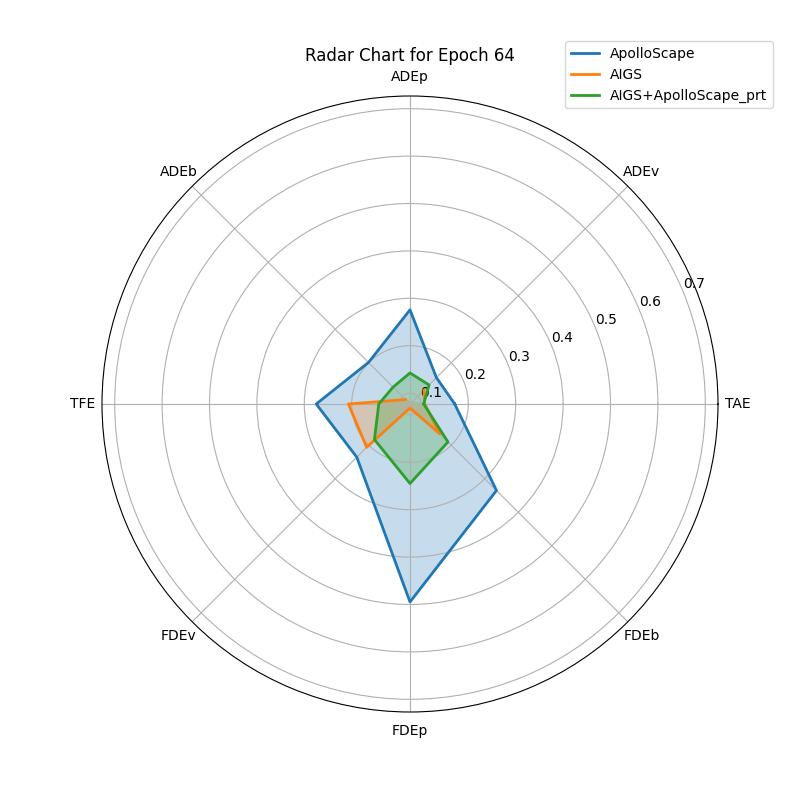 Radar Chart for Epoch 64
ApolloScape
AIGS
AIGS+ApolloScape_prt
ADEp
ADEb
ADEv
0.7
0.6
0.5
0.4
0.3
0.2
0.1
TFE
TAE
FDEv
FDEb
FDEp